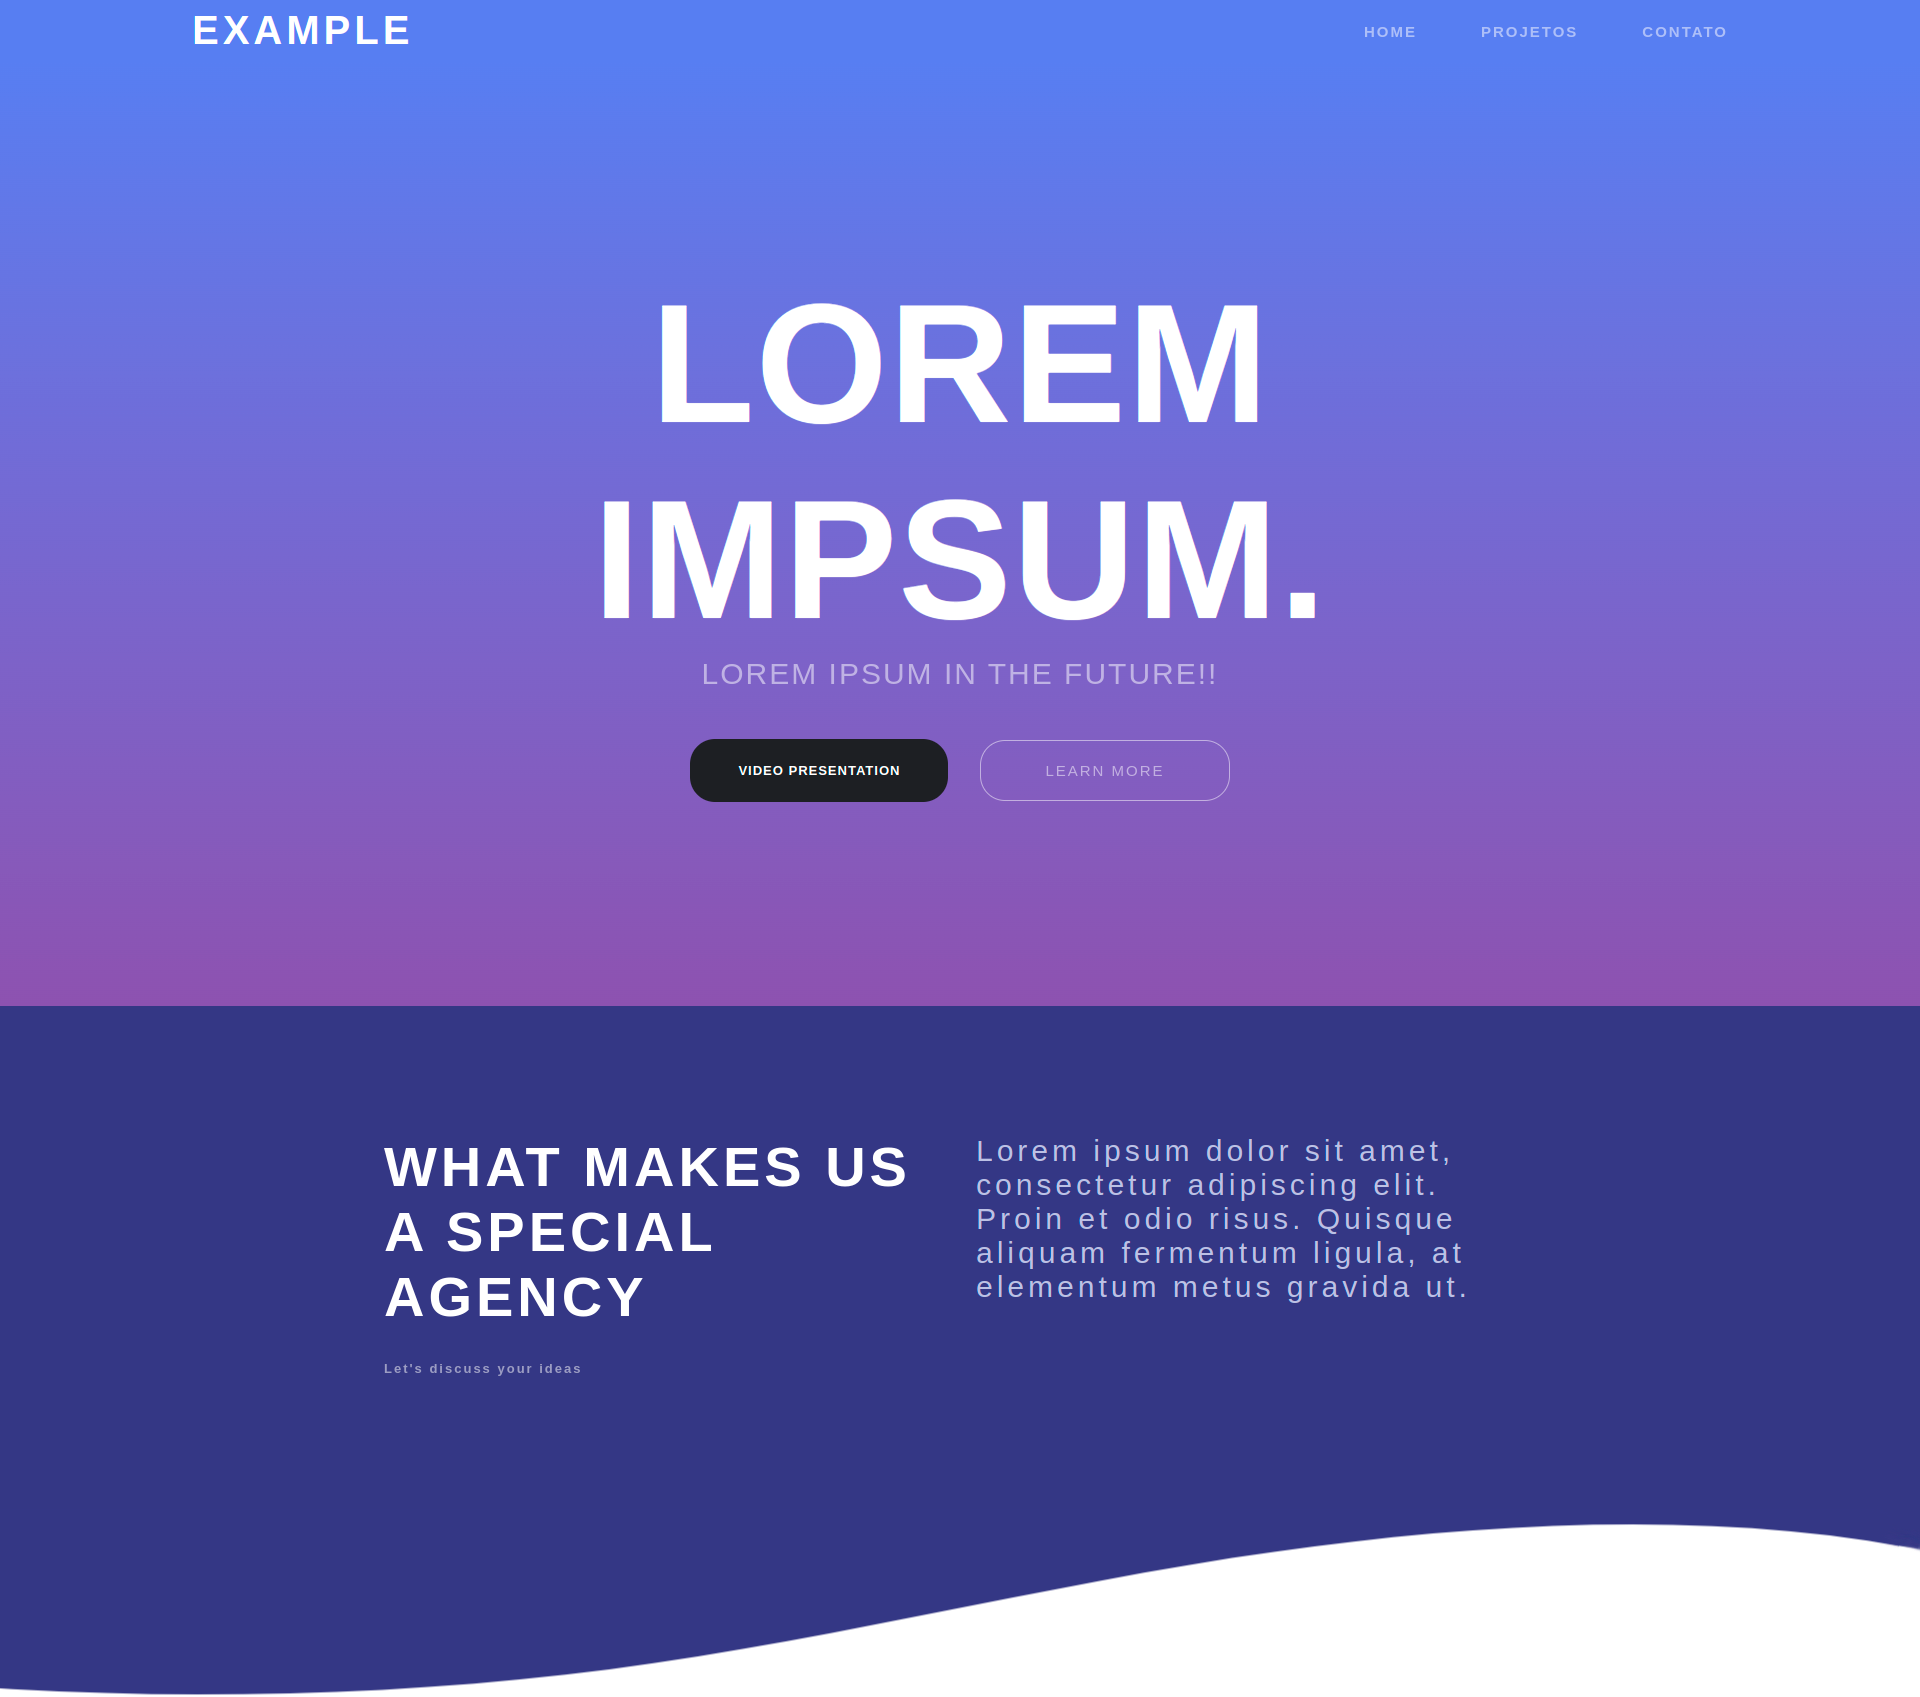 EXAMPLE
HOME PROJETOS CONTATO
LOREM
IMPSUM.
LOREM IPSUM IN THE FUTURE!!
VIDEO PRESENTATION
LEARN MORE
WHAT MAKES US
A SPECIAL
AGENCY
Let's discuss your ideas
Lorem ipsum dolor sit amet,
consectetur adipiscing elit.
Proin et odio risus. Quisque
aliquam fermentum ligula, at
elementum metus gravida ut.